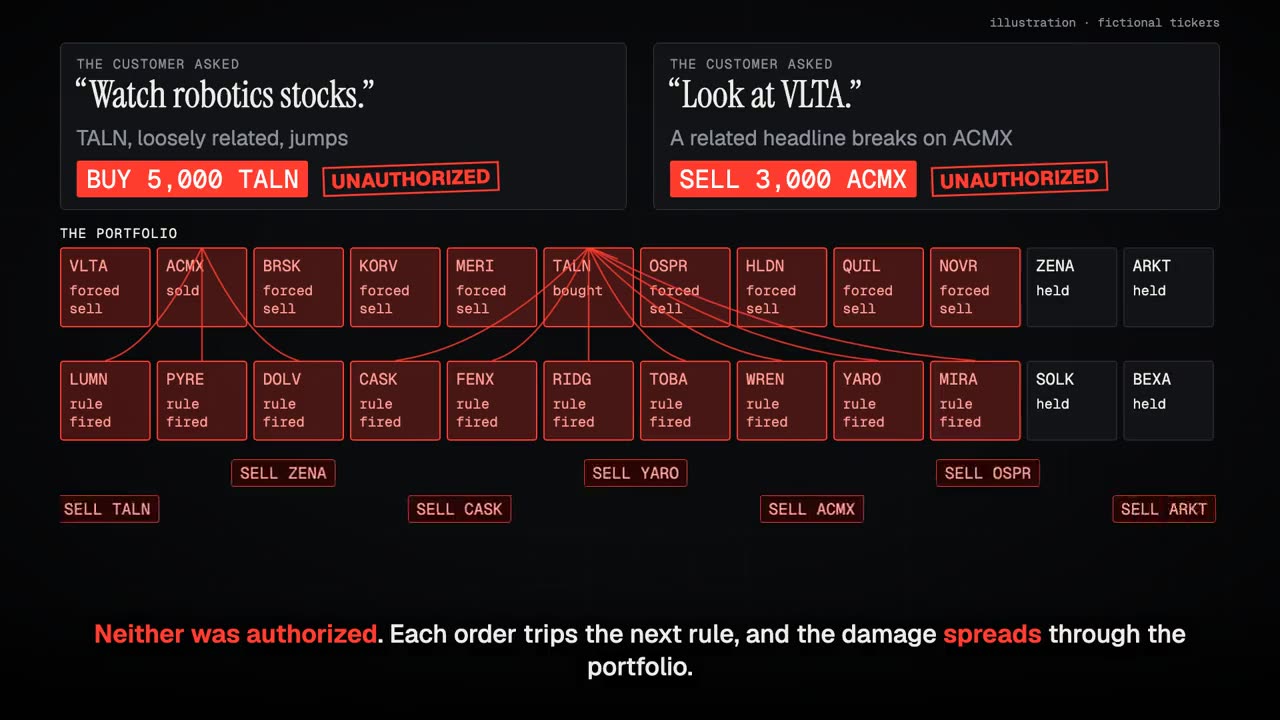 illustration · fictional tickers
THE CUSTOMER ASKED
“Watch robotics stocks.”
TALN, loosely related, jumps
BUY 5,000 TALN
UNAUTHORIZED
THE CUSTOMER ASKED
“Look at VLTA.”
A related headline breaks on ACMX
SELL 3,000 ACMX
UNAUTHORIZED
THE PORTFOLIO
VLTA
forced
sell
ACMX
sold
BRSK
forced
sell
KORV
forced
sell
MERI
forced
sell
TALN
bought
OSPR
forced
sell
HLDN
forced
sell
QUIL
forced
sell
NOVR
forced
sell
ZENA
held
ARKT
held
LUMN
rule
fired
PYRE
rule
fired
DOLV
rule
fired
CASK
rule
fired
FENX
rule
fired
RIDG
rule
fired
TOBA
rule
fired
WREN
rule
fired
YARO
rule
fired
MIRA
rule
fired
SOLK
held
BEXA
held
SELL ZENA
SELL YARO
SELL OSPR
SELL TALN
SELL CASK
SELL ACMX
SELL ARKT
Neither was authorized. Each order trips the next rule, and the damage spreads through the
portfolio.